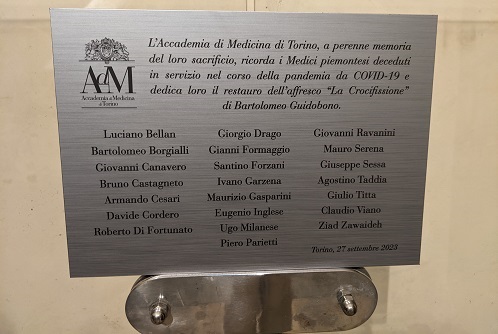 L'Accademia di Medicina di Torino, a perenne memoria
del loro sacrificio, ricorda i Medici piemontesi deceduti
in servizio nel corso della pandemia da COVID-19 e
dedica loro il restauro dell'affresco "La Crocifissione"
di Bartolomeo Guidobono.
AdM
Accademia di Medicina
di Torino
Luciano Bellan
Bartolomeo Borgialli
Giovanni Canavero
Bruno Castagneto
Armando Cesari
Davide Cordero
Roberto Di Fortunato
Giorgio Drago
Gianni Formaggio
Santino Forzani
Ivano Garzena
Maurizio Gasparini
Eugenio Inglese
Ugo Milanese
Piero Parietti
Giovanni Ravanini
Mauro Serena
Giuseppe Sessa
Agostino Taddia
Giulio Titta
Claudio Viano
Ziad Zawaideh
Torino, 27 settembre 2023